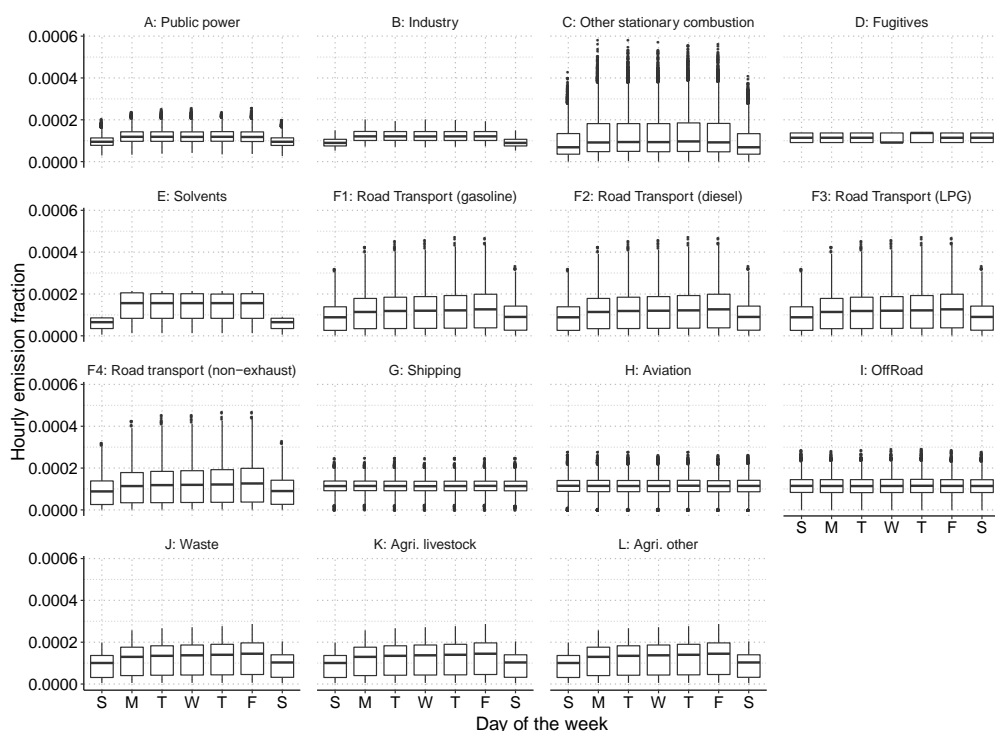 A: Public power
B: Industry
C: Other stationary combustion
D: Fugitives
0.0006
0.0004
0.0002
0.0000
E: Solvents
F1: Road Transport (gasoline)
F2: Road Transport (diesel)
F3: Road Transport (LPG)
0.0006
0.0004
0.0002
0.0000
F4: Road transport (non−exhaust)
G: Shipping
H: Aviation
I: OffRoad
0.0006
0.0004
0.0002
0.0000
S M T W T F S
J: Waste
K: Agri. livestock
L: Agri. other
0.0006
0.0004
0.0002
0.0000
S M T W T F S
S M T W T F S
S M T W T F S
Day of the week
Hourly emission fraction